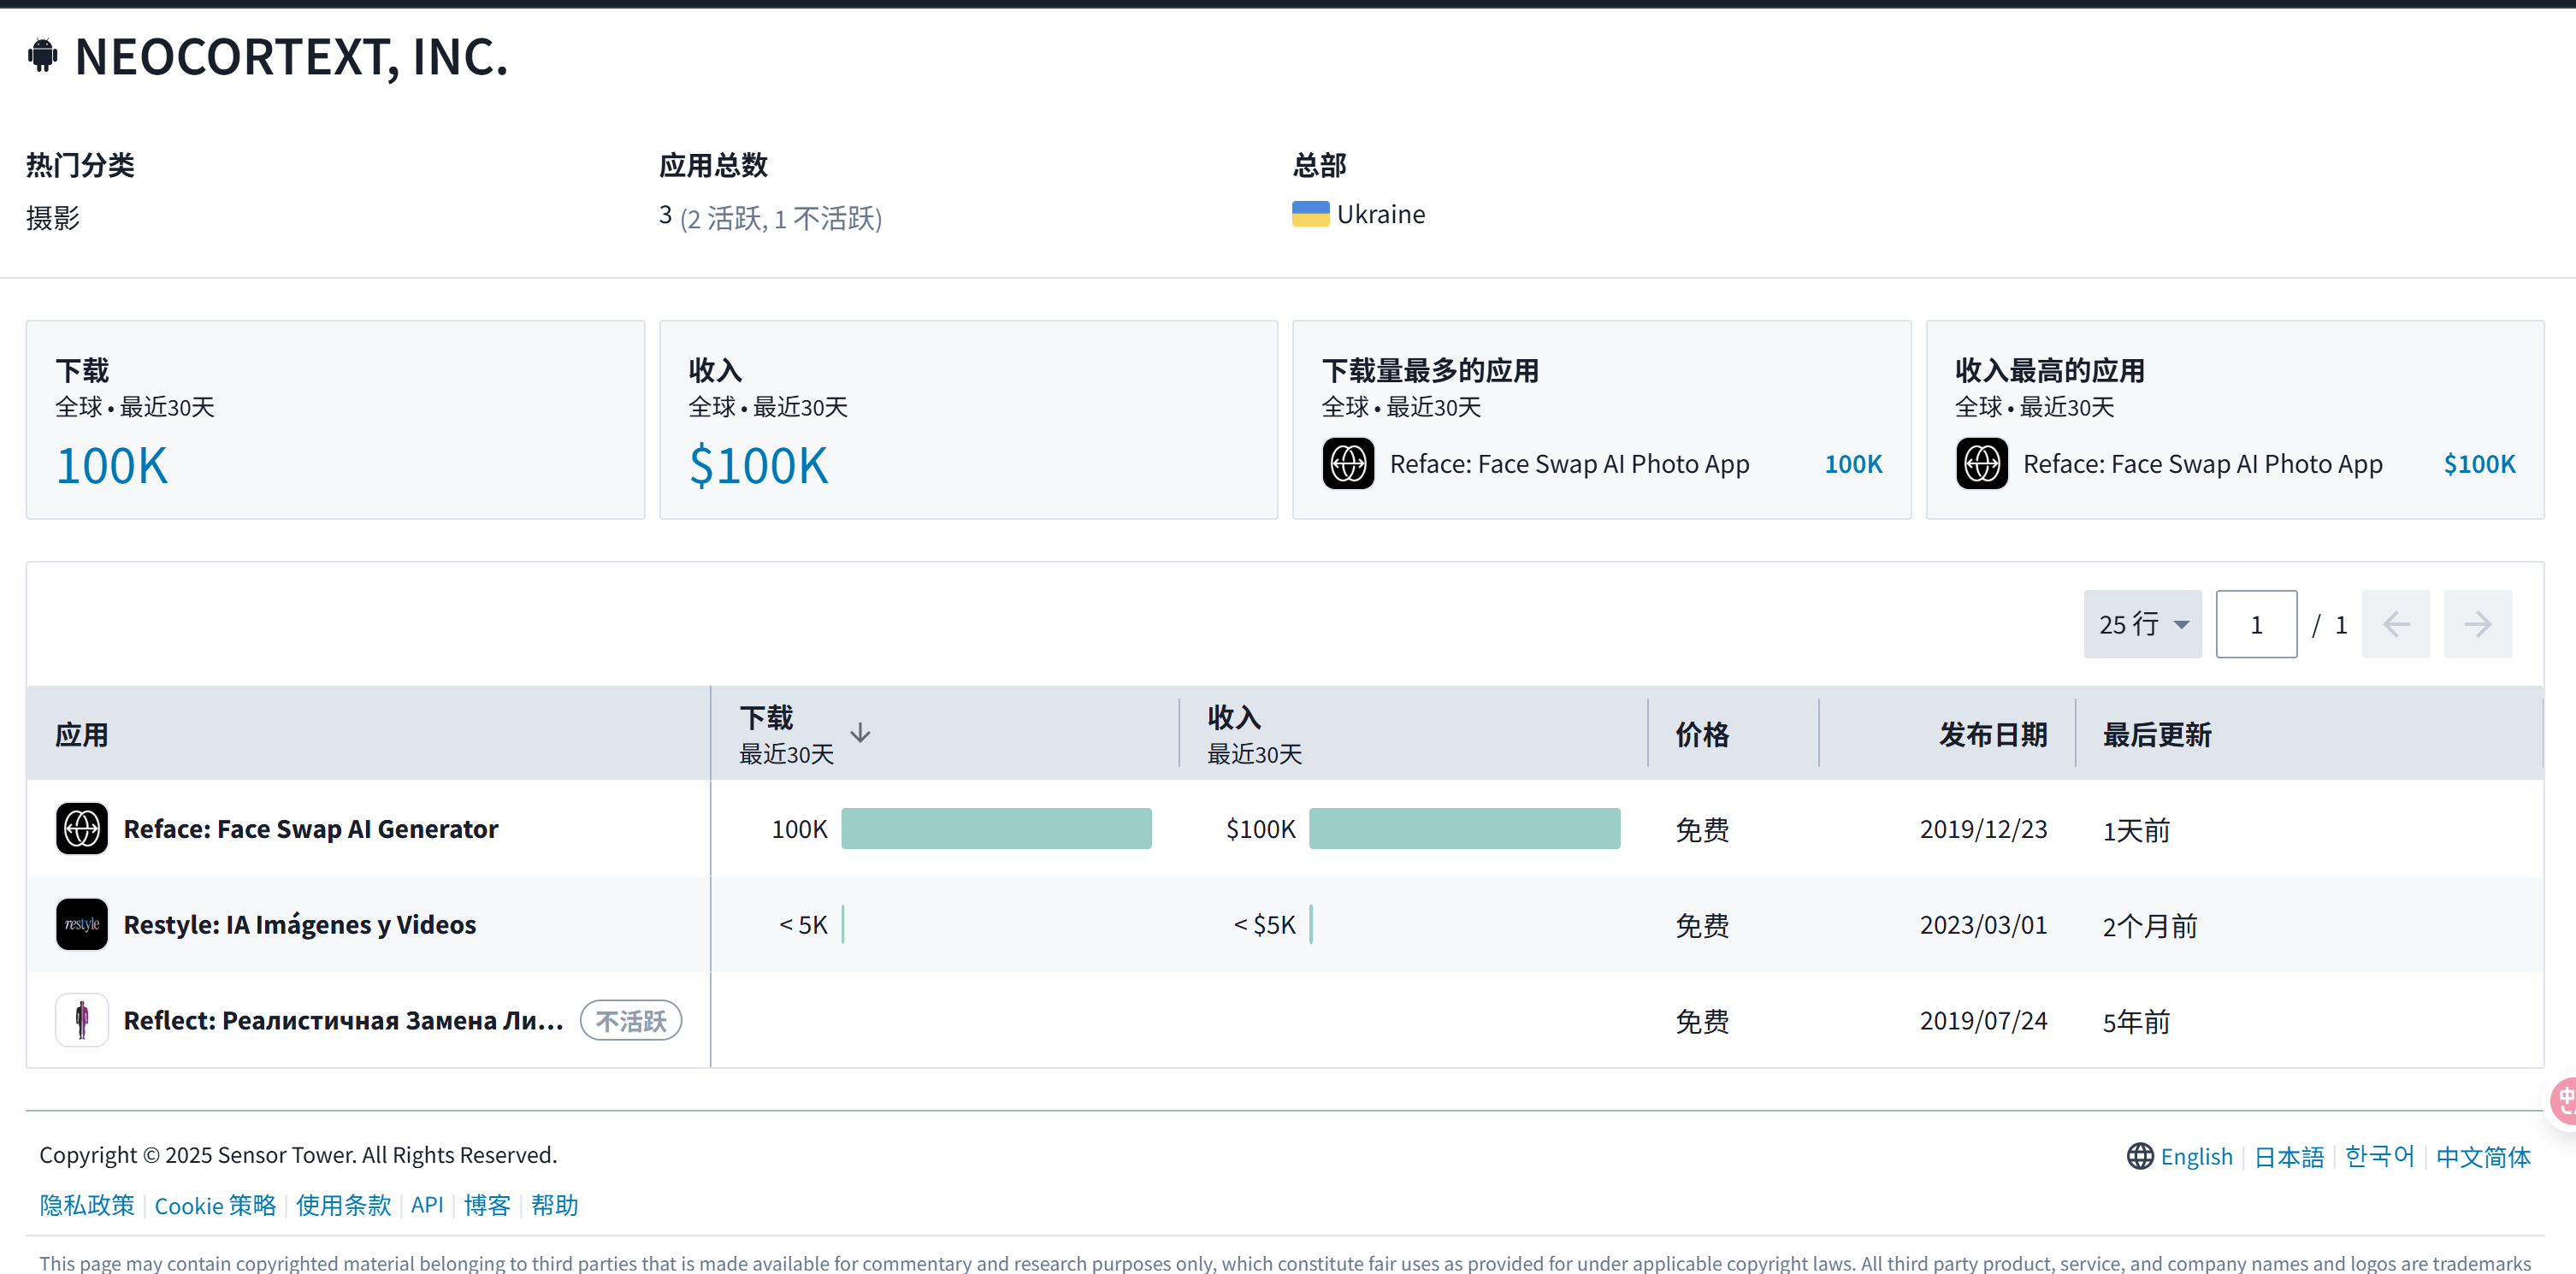 NEOCORTEXT, INC.
热门分类
摄影
应用总数
3 (2 活跃, 1 不活跃)
总部
Ukraine
下载
全球 • 最近30天
100K
收入
全球 • 最近30天
$100K
下载量最多的应用
全球 • 最近30天
Reface: Face Swap AI Photo App 100K
收入最高的应用
全球 • 最近30天
Reface: Face Swap AI Photo App $100K
25 行 1 / 1
应用 下载 最近30天 收入 最近30天 价格 发布日期 最后更新
Reface: Face Swap AI Generator 100K $100K 免费 2019/12/23 1天前
restyle Restyle: IA Imágenes y Videos < 5K < $5K 免费 2023/03/01 2个月前
Reflect: Реалистичная Замена Ли... 不活跃 免费 2019/07/24 5年前
Copyright © 2025 Sensor Tower. All Rights Reserved.
English 日本語 한국어 中文简体
隐私政策 Cookie 策略 使用条款 API 博客 帮助
This page may contain copyrighted material belonging to third parties that is made available for commentary and research purposes only, which constitute fair uses as provided for under applicable copyright laws. All third party product, service, and company names and logos are trademarks